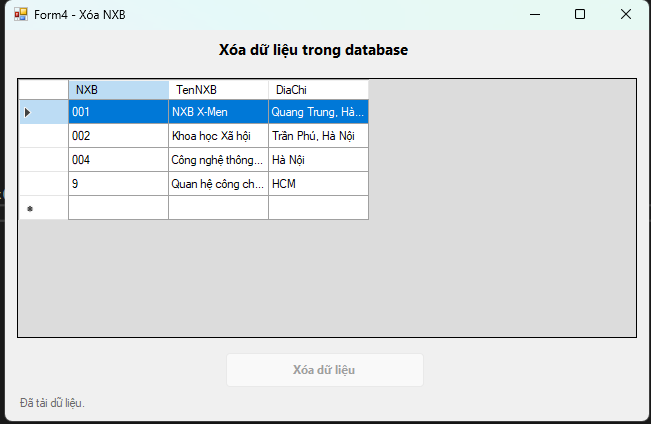 Form4 - Xóa NXB
Xóa dữ liệu trong database
NXB TenNXB DiaChi
001 NXB X-Men Quang Trung, Hà...
002 Khoa học Xã hội Trần Phú, Hà Nội
004 Công nghệ thông... Hà Nội
9 Quan hệ công ch... HCM
Xóa dữ liệu
Đã tải dữ liệu.